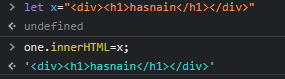 > let x="<div><h1>hasnain</h1></div>"
< undefined
> one.innerHTML=x;
< '<div><h1>hasnain</h1></div>'